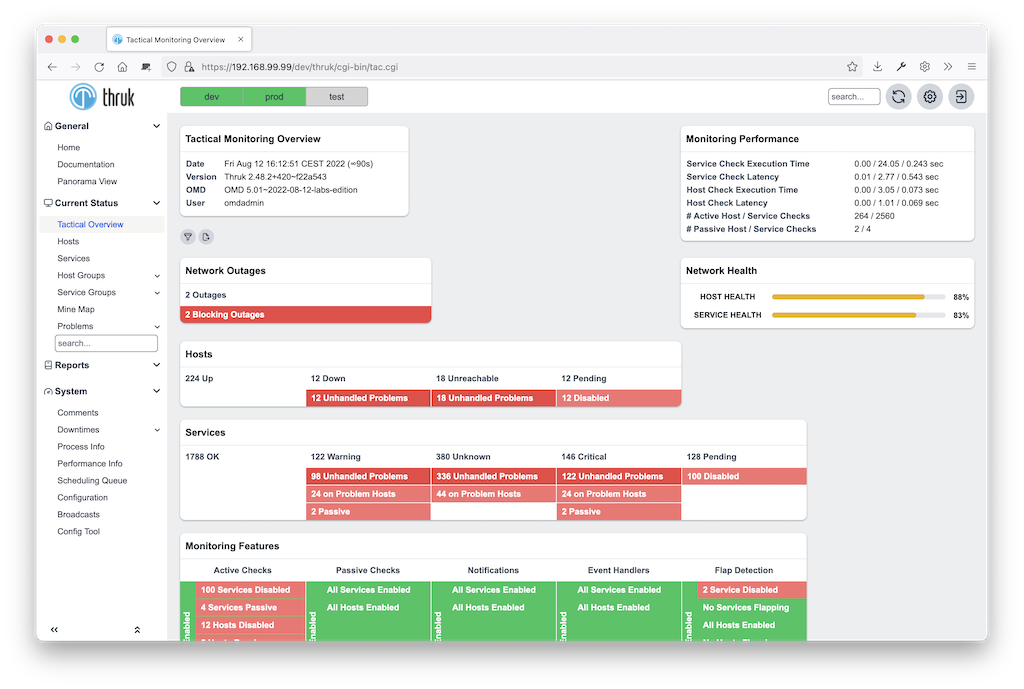 Tactical Monitoring Overview
https://192.168.99.99/dev/thruk/cgi-bin/tac.cgi
thruk
dev prod test
search...
General
Home
Documentation
Panorama View
Current Status
Tactical Overview
Hosts
Services
Host Groups
Service Groups
Mine Map
Problems
search...
Reports
System
Comments
Downtimes
Process Info
Performance Info
Scheduling Queue
Configuration
Broadcasts
Config Tool
Tactical Monitoring Overview
Date Fri Aug 12 16:12:51 CEST 2022 (∞90s)
Version Thruk 2.48.2+420~f22a543
OMD OMD 5.01~2022-08-12-labs-edition
User omdadmin
Monitoring Performance
Service Check Execution Time 0.00 / 24.05 / 0.243 sec
Service Check Latency 0.01 / 2.77 / 0.543 sec
Host Check Execution Time 0.00 / 3.05 / 0.073 sec
Host Check Latency 0.00 / 1.01 / 0.069 sec
# Active Host / Service Checks 264 / 2560
# Passive Host / Service Checks 2 / 4
Network Outages
2 Outages
2 Blocking Outages
Network Health
HOST HEALTH 88%
SERVICE HEALTH 83%
Hosts
224 Up 12 Down 18 Unreachable 12 Pending
12 Unhandled Problems 18 Unhandled Problems 12 Disabled
Services
1788 OK 122 Warning 380 Unknown 146 Critical 128 Pending
98 Unhandled Problems 336 Unhandled Problems 122 Unhandled Problems 100 Disabled
24 on Problem Hosts 44 on Problem Hosts 24 on Problem Hosts
2 Passive 2 Passive
Monitoring Features
Active Checks Passive Checks Notifications Event Handlers Flap Detection
100 Services Disabled All Services Enabled All Services Enabled All Services Enabled 2 Service Disabled
4 Services Passive All Hosts Enabled All Hosts Enabled All Hosts Enabled No Services Flapping
12 Hosts Disabled All Hosts Enabled
Enabled Enabled Enabled Enabled Enabled